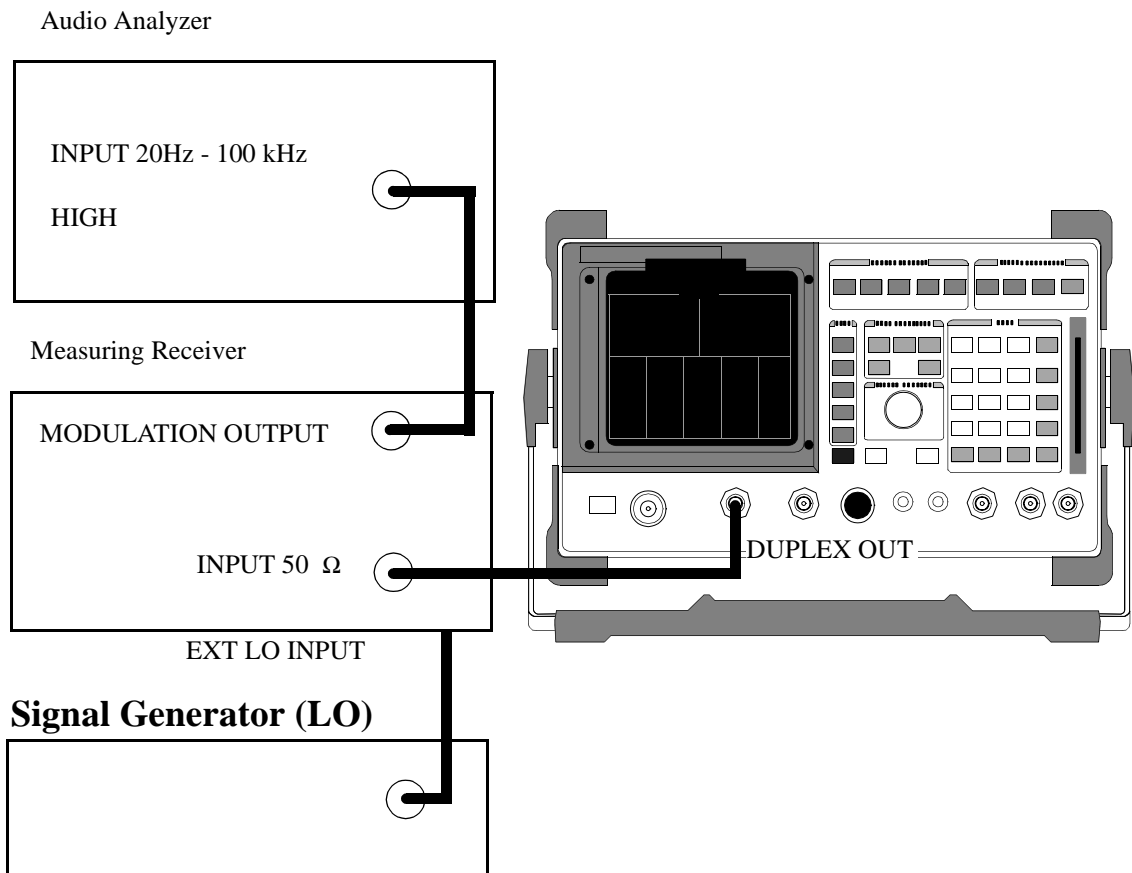 Audio Analyzer
INPUT 20Hz - 100 kHz
HIGH
Measuring Receiver
MODULATION OUTPUT
INPUT 50 Ω
DUPLEX OUT
EXT LO INPUT
Signal Generator (LO)